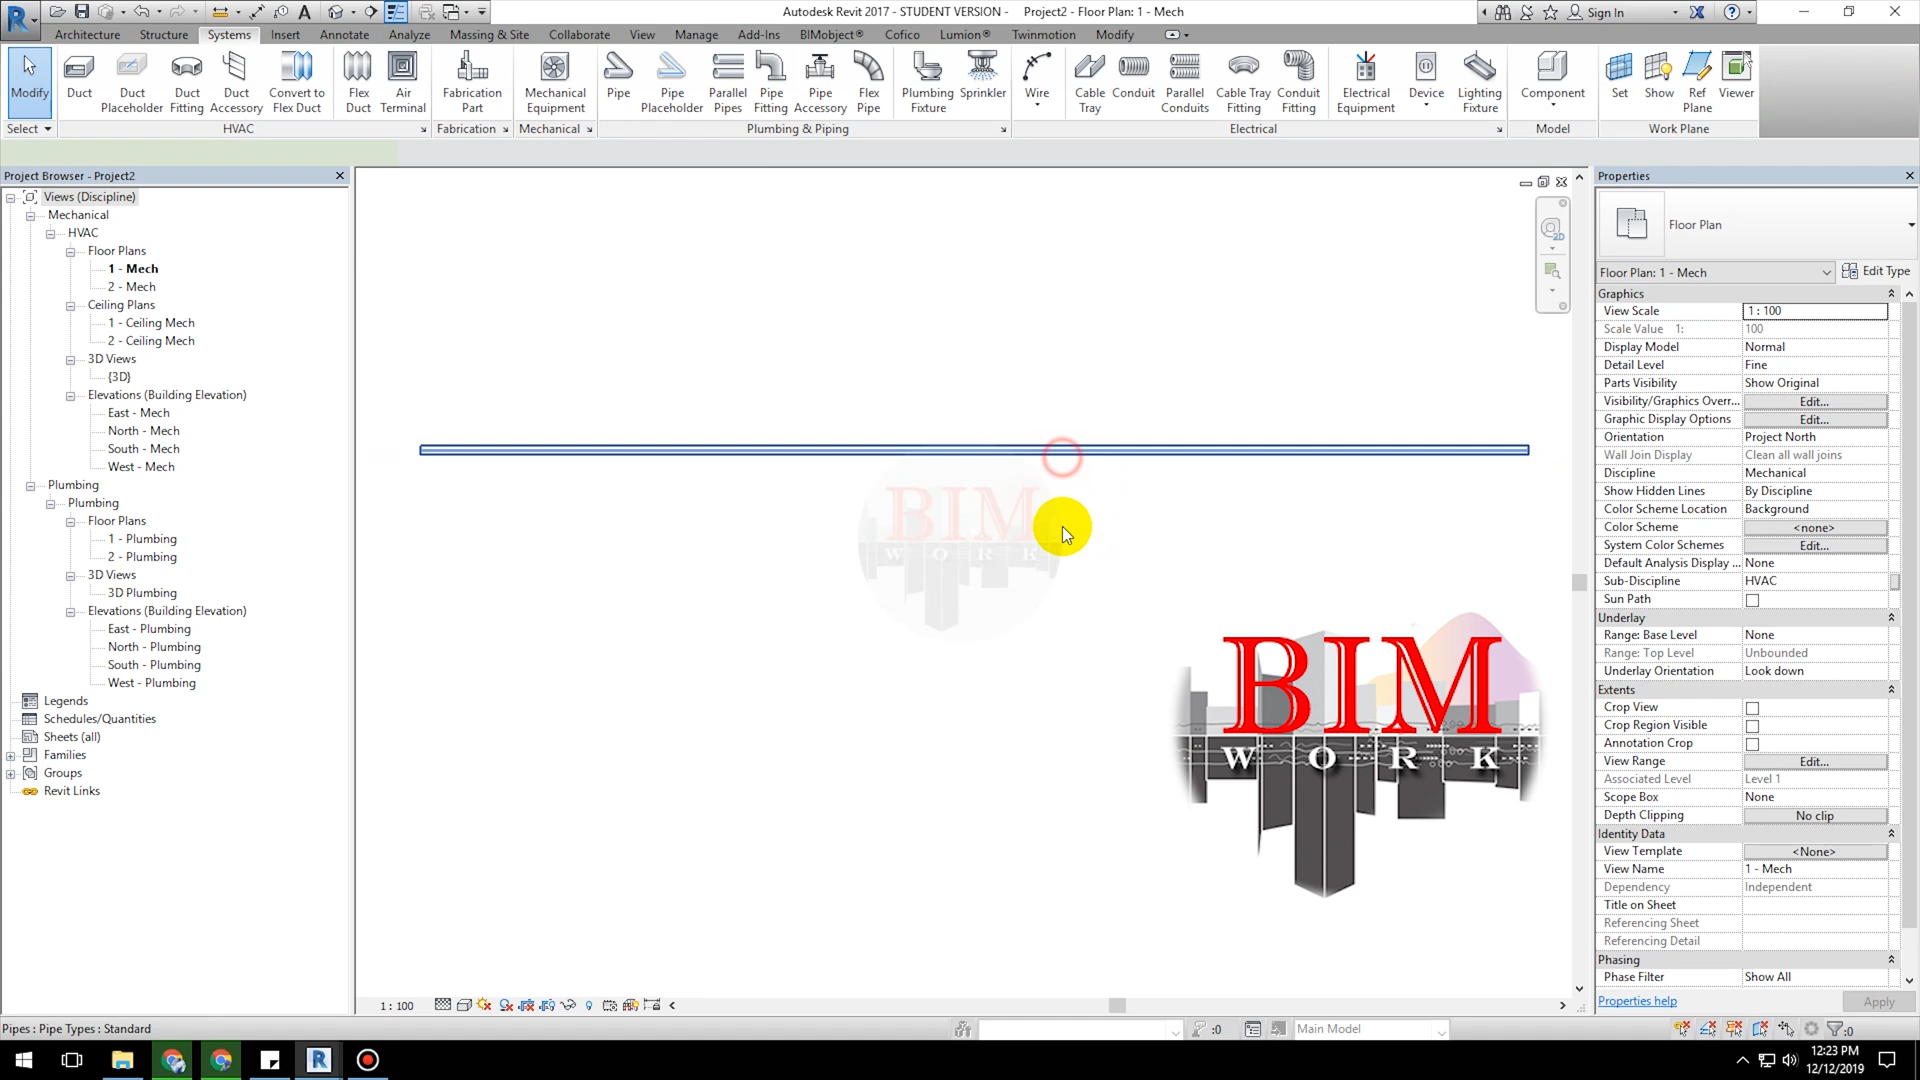 Autodesk Revit 2017 - STUDENT VERSION - Project2 - Floor Plan: 1 - Mech
Sign In
Architecture Structure Systems Insert Annotate Analyze Massing & Site Collaborate View Manage Add-Ins BIMobject® Cofico Lumion® Twinmotion Modify
Modify
Duct
Duct Placeholder
Duct Fitting
Duct Accessory
Convert to Flex Duct
Flex Duct
Air Terminal
Fabrication Part
Mechanical Equipment
Pipe
Pipe Placeholder
Parallel Pipes
Pipe Fitting
Pipe Accessory
Flex Pipe
Plumbing Fixture
Sprinkler
Wire
Cable Tray
Conduit
Parallel Conduits
Cable Tray Fitting
Conduit Fitting
Electrical Equipment
Device
Lighting Fixture
Component
Set
Show
Ref Plane
Viewer
Select HVAC Fabrication Mechanical Plumbing & Piping Electrical Model Work Plane
Project Browser - Project2
Views (Discipline)
Mechanical
HVAC
Floor Plans
1 - Mech
2 - Mech
Ceiling Plans
1 - Ceiling Mech
2 - Ceiling Mech
3D Views
{3D}
Elevations (Building Elevation)
East - Mech
North - Mech
South - Mech
West - Mech
Plumbing
Plumbing
Floor Plans
1 - Plumbing
2 - Plumbing
3D Views
3D Plumbing
Elevations (Building Elevation)
East - Plumbing
North - Plumbing
South - Plumbing
West - Plumbing
Legends
Schedules/Quantities
Sheets (all)
Families
Groups
Revit Links
2D
BIM
WORK
BIM
WORK
Properties
Floor Plan
Floor Plan: 1 - Mech Edit Type
Graphics
View Scale 1 : 100
Scale Value 1: 100
Display Model Normal
Detail Level Fine
Parts Visibility Show Original
Visibility/Graphics Overr... Edit...
Graphic Display Options Edit...
Orientation Project North
Wall Join Display Clean all wall joins
Discipline Mechanical
Show Hidden Lines By Discipline
Color Scheme Location Background
Color Scheme <none>
System Color Schemes Edit...
Default Analysis Display ... None
Sub-Discipline HVAC
Sun Path
Underlay
Range: Base Level None
Range: Top Level Unbounded
Underlay Orientation Look down
Extents
Crop View
Crop Region Visible
Annotation Crop
View Range Edit...
Associated Level Level 1
Scope Box None
Depth Clipping No clip
Identity Data
View Template <None>
View Name 1 - Mech
Dependency Independent
Title on Sheet
Referencing Sheet
Referencing Detail
Phasing
Phase Filter Show All
Properties help Apply
1 : 100
Pipes : Pipe Types : Standard
:0 Main Model :0
12:23 PM
12/12/2019